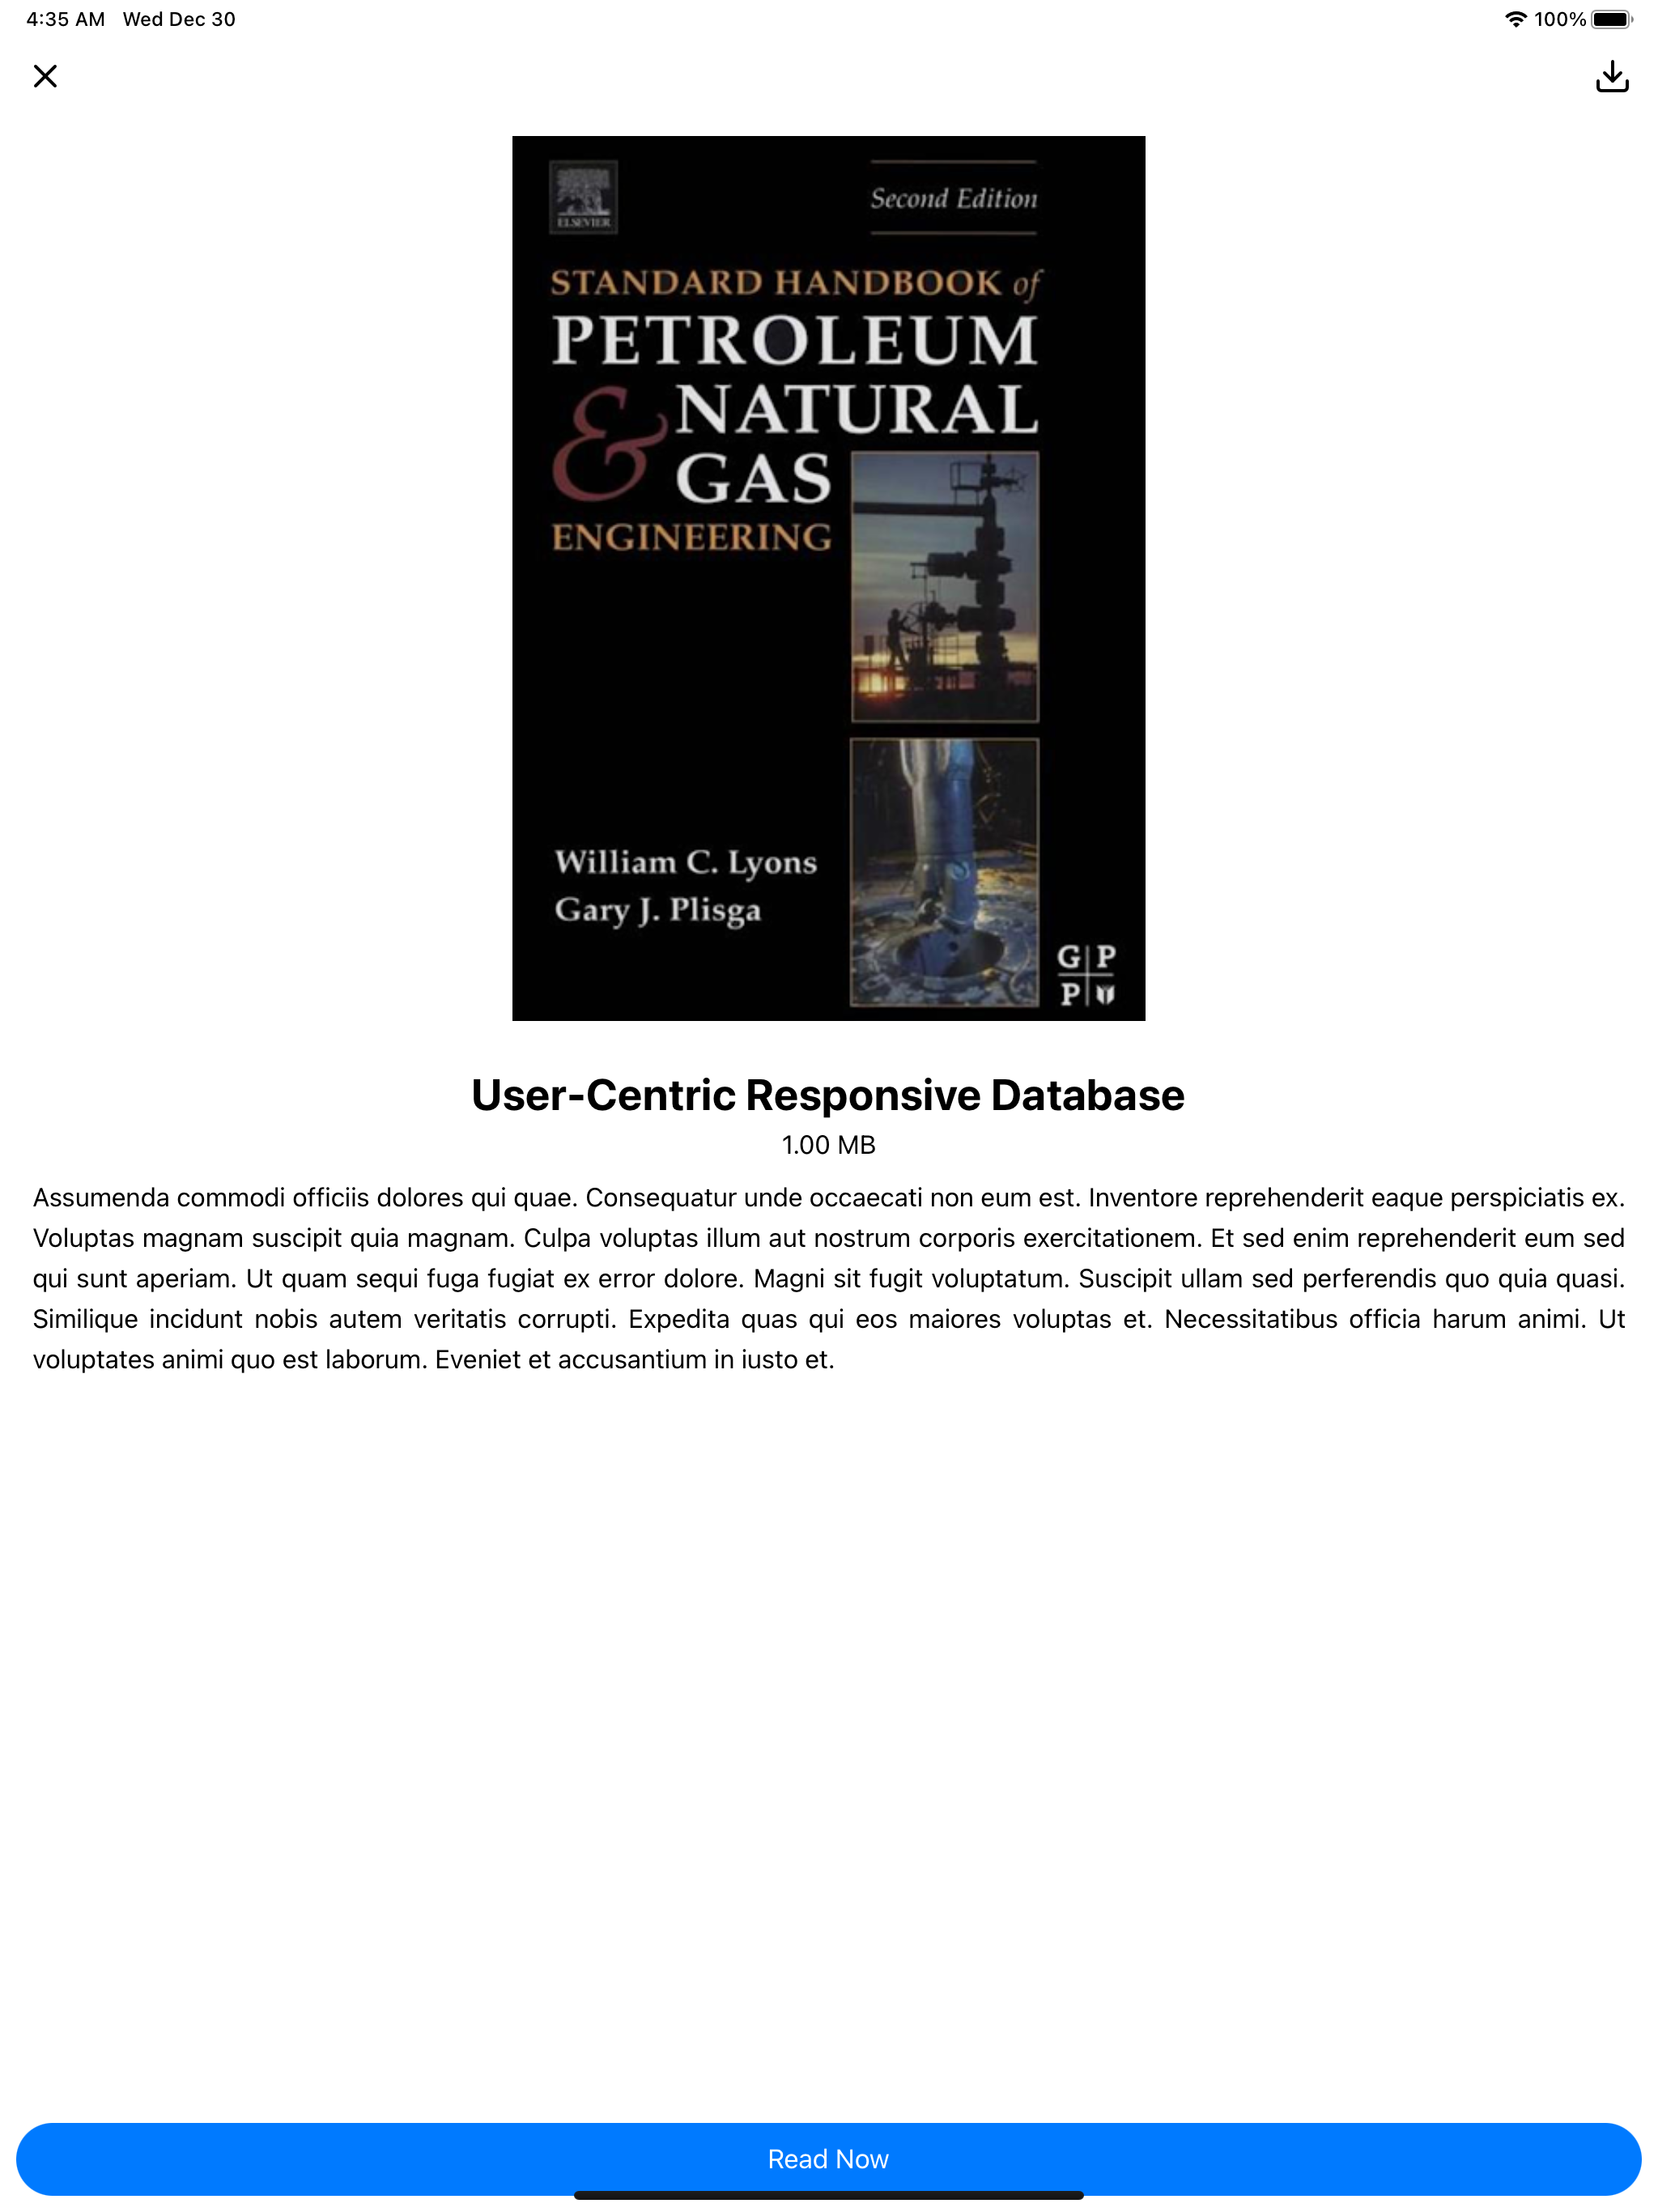 4:35 AM Wed Dec 30
100%
ELSEVIER
Second Edition
STANDARD HANDBOOK of
PETROLEUM
& NATURAL
GAS
ENGINEERING
William C. Lyons
Gary J. Plisga
G P
P
User-Centric Responsive Database
1.00 MB
Assumenda commodi officiis dolores qui quae. Consequatur unde occaecati non eum est. Inventore reprehenderit eaque perspiciatis ex.
Voluptas magnam suscipit quia magnam. Culpa voluptas illum aut nostrum corporis exercitationem. Et sed enim reprehenderit eum sed
qui sunt aperiam. Ut quam sequi fuga fugiat ex error dolore. Magni sit fugit voluptatum. Suscipit ullam sed perferendis quo quia quasi.
Similique incidunt nobis autem veritatis corrupti. Expedita quas qui eos maiores voluptas et. Necessitatibus officia harum animi. Ut
voluptates animi quo est laborum. Eveniet et accusantium in iusto et.
Read Now